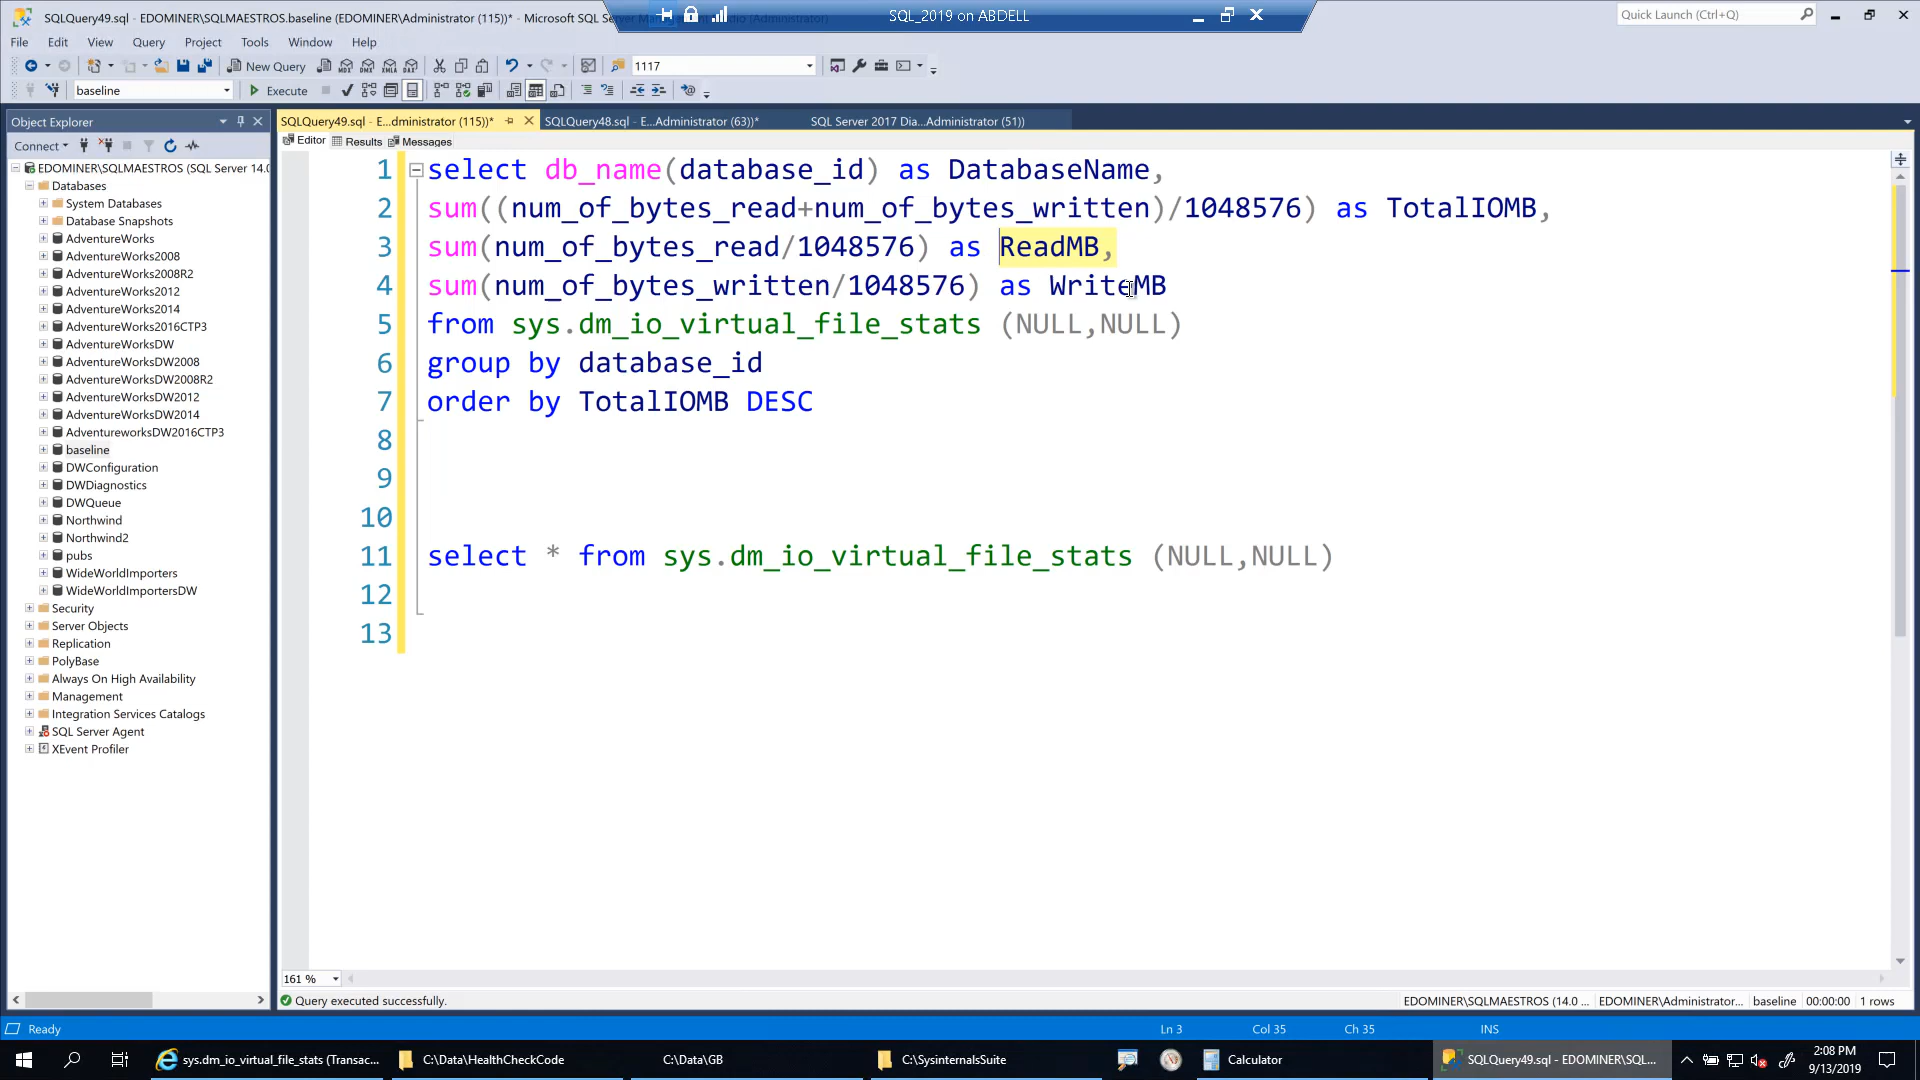 SQLQuery49.sql - EDOMINER\SQLMAESTROS.baseline (EDOMINER\Administrator (115))* - Microsoft SQL Server
SQL_2019 on ABDELL
Quick Launch (Ctrl+Q)
File Edit View Query Project Tools Window Help
New Query
1117
baseline
Execute
Object Explorer
SQLQuery49.sql - E...dministrator (115))*
SQLQuery48.sql - E...Administrator (63))*
SQL Server 2017 Dia...Administrator (51))
Connect
Editor Results Messages
EDOMINER\SQLMAESTROS (SQL Server 14.0
Databases
System Databases
Database Snapshots
AdventureWorks
AdventureWorks2008
AdventureWorks2008R2
AdventureWorks2012
AdventureWorks2014
AdventureWorks2016CTP3
AdventureWorksDW
AdventureWorksDW2008
AdventureWorksDW2008R2
AdventureWorksDW2012
AdventureWorksDW2014
AdventureworksDW2016CTP3
baseline
DWConfiguration
DWDiagnostics
DWQueue
Northwind
Northwind2
pubs
WideWorldImporters
WideWorldImportersDW
Security
Server Objects
Replication
PolyBase
Always On High Availability
Management
Integration Services Catalogs
SQL Server Agent
XEvent Profiler
1 select db_name(database_id) as DatabaseName,
2 sum((num_of_bytes_read+num_of_bytes_written)/1048576) as TotalIOMB,
3 sum(num_of_bytes_read/1048576) as ReadMB,
4 sum(num_of_bytes_written/1048576) as WriteMB
5 from sys.dm_io_virtual_file_stats (NULL,NULL)
6 group by database_id
7 order by TotalIOMB DESC
8
9
10
11 select * from sys.dm_io_virtual_file_stats (NULL,NULL)
12
13
161 %
Query executed successfully.
EDOMINER\SQLMAESTROS (14.0 ... EDOMINER\Administrator... baseline 00:00:00 1 rows
Ready
Ln 3 Col 35 Ch 35 INS
sys.dm_io_virtual_file_stats (Transac...
C:\Data\HealthCheckCode
C:\Data\GB
C:\SysinternalsSuite
Calculator
SQLQuery49.sql - EDOMINER\SQL...
2:08 PM
9/13/2019